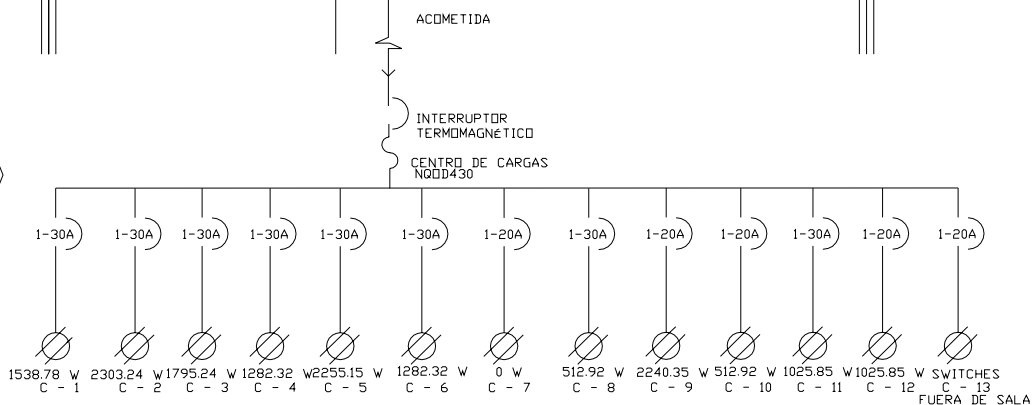 ACOMETIDA
INTERRUPTOR
TERMOMAGNéTICO
CENTRO DE CARGAS
NQOD430
1-30A 1-30A 1-30A 1-30A 1-30A 1-30A 1-20A 1-30A 1-20A 1-20A 1-30A 1-20A 1-20A
1538.78 W 2303.24 W 1795.24 W 1282.32 W 2255.15 W 1282.32 W 0 W 512.92 W 2240.35 W 512.92 W 1025.85 W 1025.85 W SWITCHES
C - 1 C - 2 C - 3 C - 4 C - 5 C - 6 C - 7 C - 8 C - 9 C - 10 C - 11 C - 12 C - 13
FUERA DE SALA